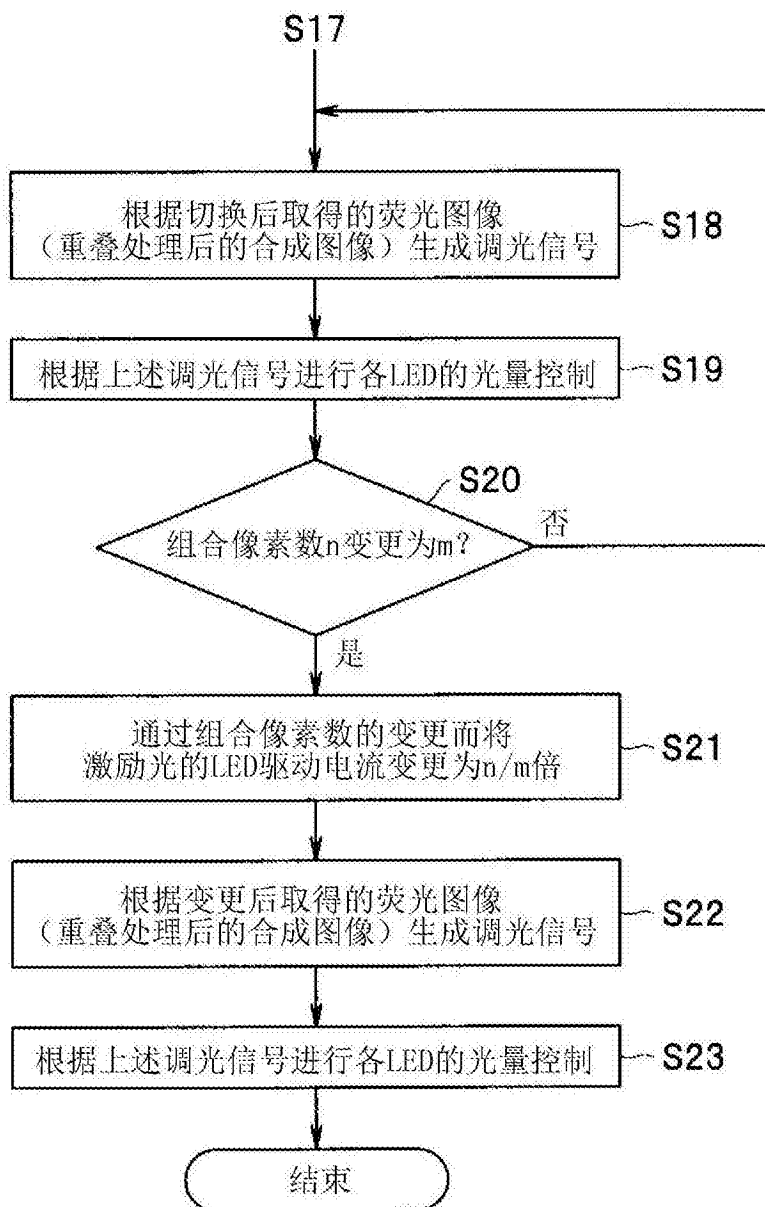 S17
根据切换后取得的荧光图像
（重叠处理后的合成图像）生成调光信号
S18
根据上述调光信号进行各LED的光量控制
S19
S20
组合像素数n变更为m?
否
是
通过组合像素数的变更而将
激励光的LED驱动电流变更为n/m倍
S21
根据变更后取得的荧光图像
（重叠处理后的合成图像）生成调光信号
S22
根据上述调光信号进行各LED的光量控制
S23
结束